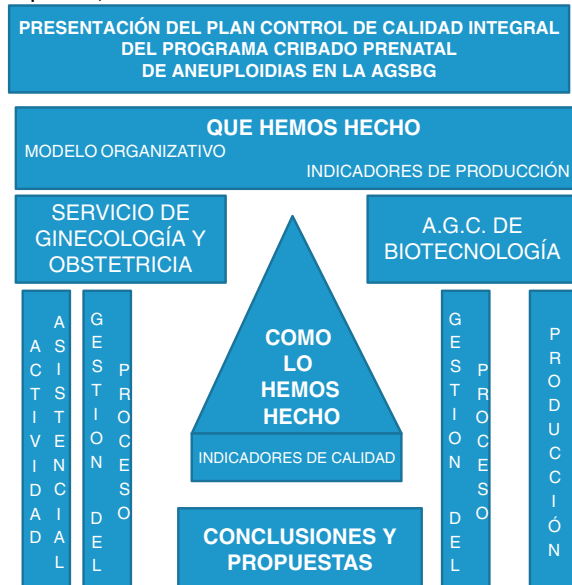 PRESENTACIÓN DEL PLAN CONTROL DE CALIDAD INTEGRAL
DEL PROGRAMA CRIBADO PRENATAL
DE ANEUPLOIDIAS EN LA AGSBG
QUE HEMOS HECHO
MODELO ORGANIZATIVO
INDICADORES DE PRODUCCIÓN
SERVICIO DE
GINECOLOGÍA Y
OBSTETRICIA
A.G.C. DE
BIOTECNOLOGÍA
ACTIVIDAD
ASISTENCIAL
GESTION DEL
PROCESO
COMO
LO
HEMOS
HECHO
INDICADORES DE CALIDAD
GESTION DEL
PROCESO
PRODUCCIÓN
CONCLUSIONES Y
PROPUESTAS